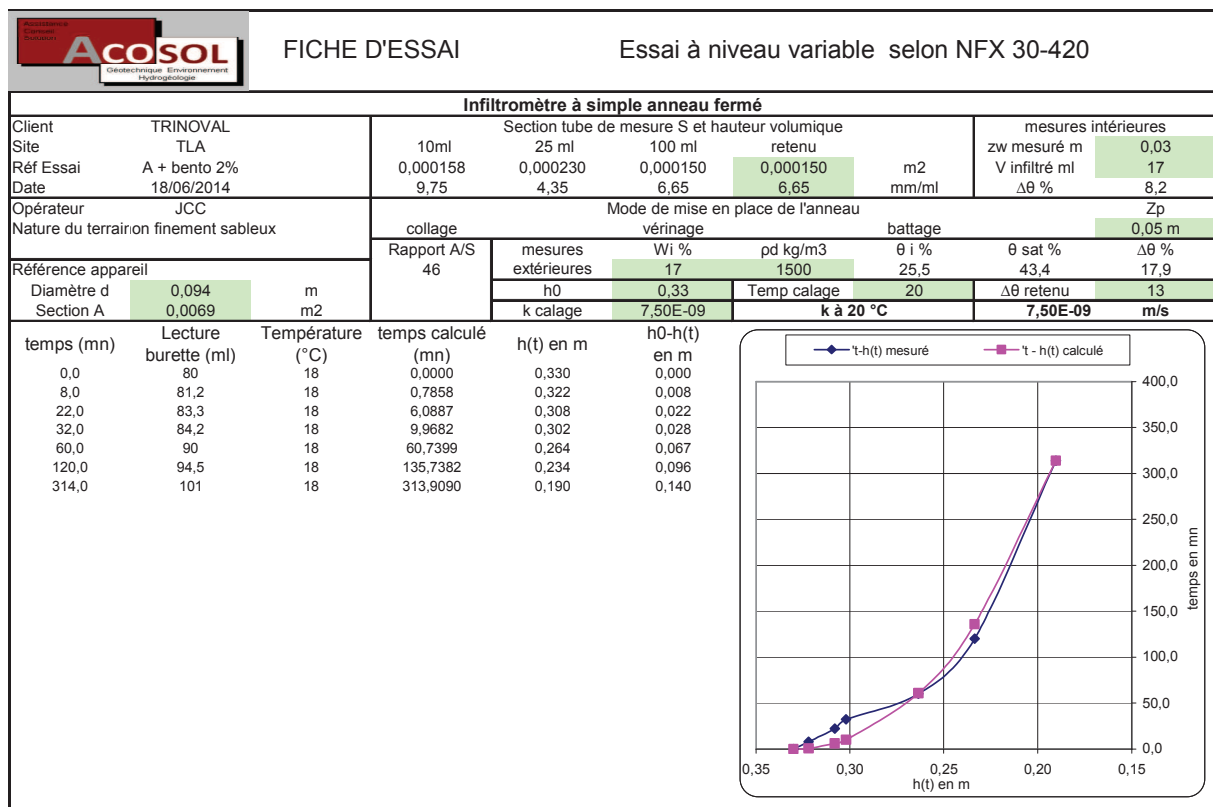 Assistance
Conseil
Solution
ACOSOL
Géotechnique Environnement
Hydrogéologie
FICHE D'ESSAI Essai à niveau variable selon NFX 30-420
Infiltromètre à simple anneau fermé
Client TRINOVAL Section tube de mesure S et hauteur volumique mesures intérieures
Site TLA 10ml 25 ml 100 ml retenu zw mesuré m 0,03
Réf Essai A + bento 2% 0,000158 0,000230 0,000150 0,000150 m2 V infiltré ml 17
Date 18/06/2014 9,75 4,35 6,65 6,65 mm/ml Δθ % 8,2
Opérateur JCC Mode de mise en place de l'anneau Zp
Nature du terrain on finement sableux collage vérinage battage 0,05 m
Rapport A/S mesures Wi % ρd kg/m3 θ i % θ sat % Δθ %
Référence appareil 46 extérieures 17 1500 25,5 43,4 17,9
Diamètre d 0,094 m h0 0,33 Temp calage 20 Δθ retenu 13
Section A 0,0069 m2 k calage 7,50E-09 k à 20 °C 7,50E-09 m/s
temps (mn) Lecture burette (ml) Température (°C) temps calculé (mn) h(t) en m h0-h(t) en m
0,0 80 18 0,0000 0,330 0,000
8,0 81,2 18 0,7858 0,322 0,008
22,0 83,3 18 6,0887 0,308 0,022
32,0 84,2 18 9,9682 0,302 0,028
60,0 90 18 60,7399 0,264 0,067
120,0 94,5 18 135,7382 0,234 0,096
314,0 101 18 313,9090 0,190 0,140
't-h(t) mesuré 't - h(t) calculé
400,0
350,0
300,0
250,0
200,0
150,0
100,0
50,0
0,0
temps en mn
0,35 0,30 0,25 0,20 0,15
h(t) en m